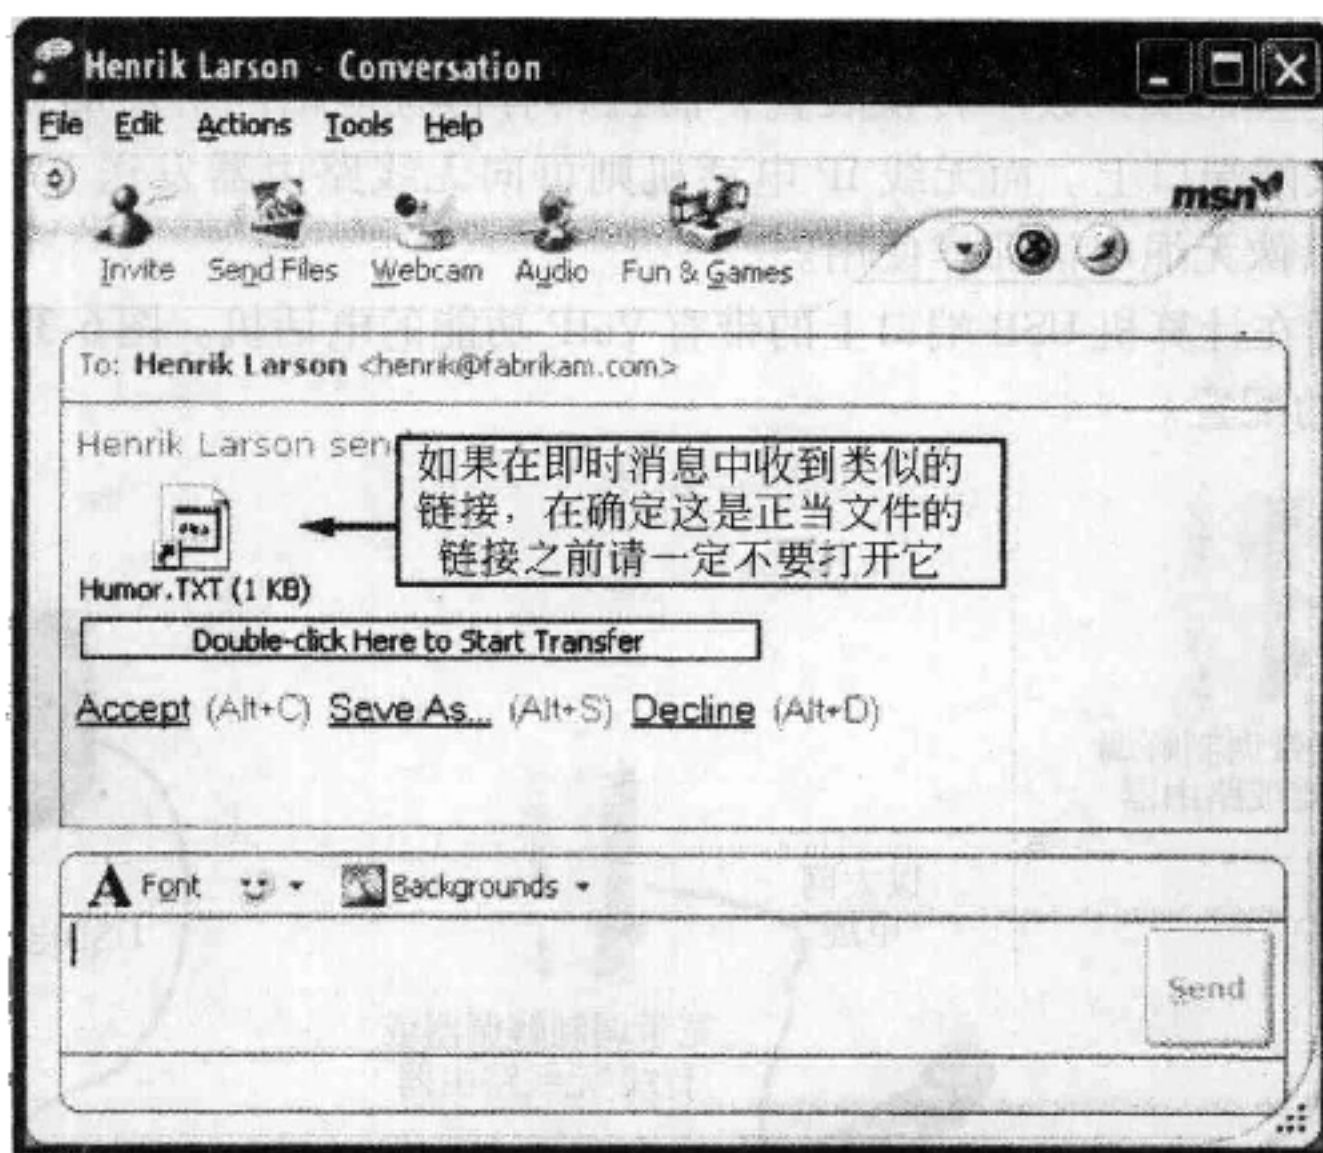 Henrik Larson - Conversation
File Edit Actions Tools Help
msn
Invite Send Files Webcam Audio Fun & Games
To: Henrik Larson <henrik@fabrikam.com>
Henrik Larson send
如果在即时消息中收到类似的
链接，在确定这是正当文件的
链接之前请一定不要打开它
Humor.TXT (1 KB)
Double-click Here to Start Transfer
Accept (Alt+C) Save As... (Alt+S) Decline (Alt+D)
Font Backgrounds
Send